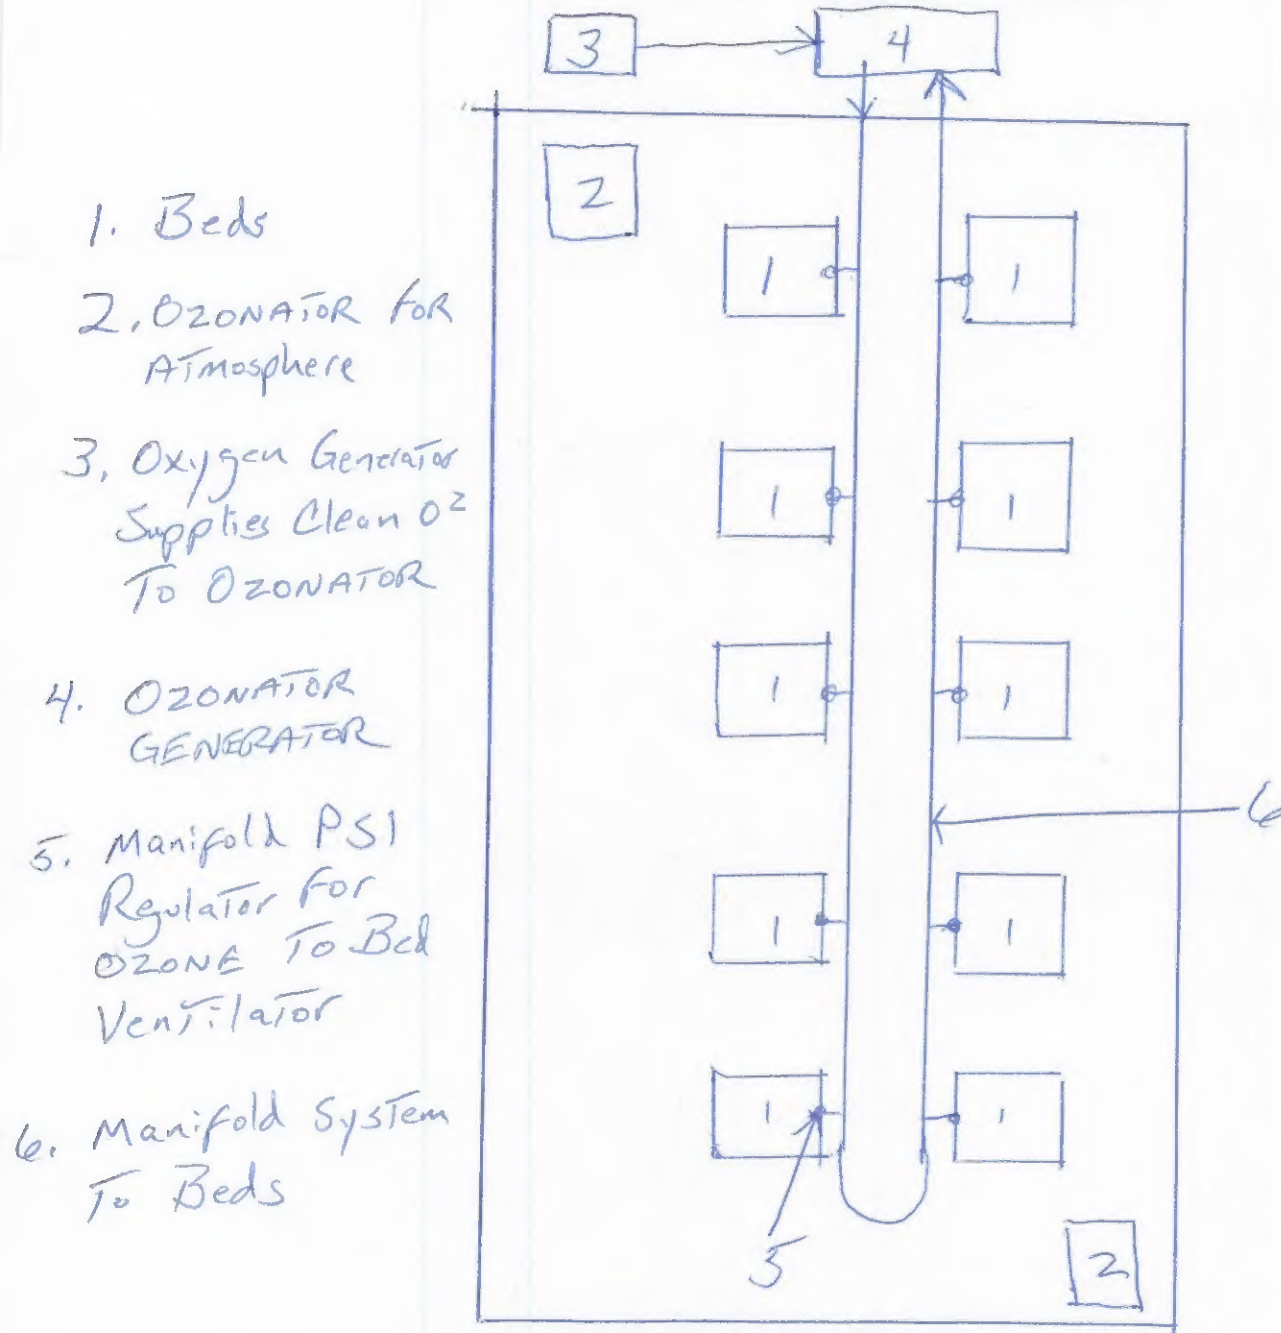 3
4
2
1. Beds
2. OZONATOR FOR
ATmosphere
3, Oxygen Generator
Supplies Clean O²
To OZONATOR
4. OZONATOR
GENERATOR
5. Manifold PSI
Regulator For
OZONE To Bed
Ventilator
6. Manifold System
To Beds
1 1
1 1
1 1
6
1 1
1 1
5
2